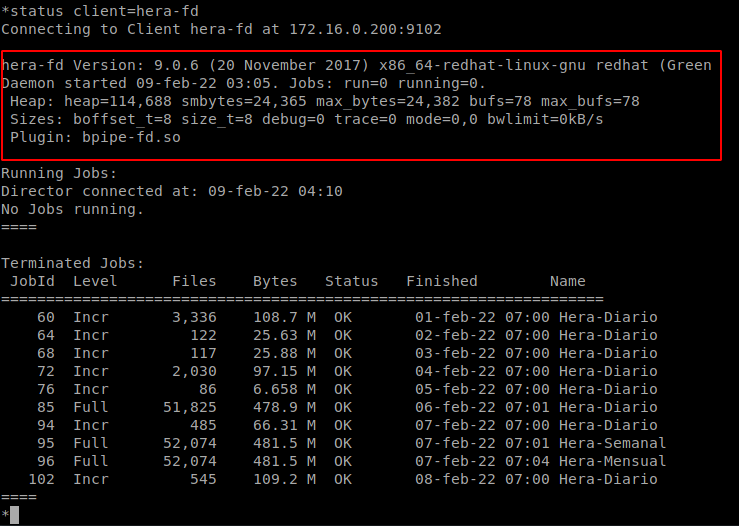 *status client=hera-fd
Connecting to Client hera-fd at 172.16.0.200:9102
hera-fd Version: 9.0.6 (20 November 2017) x86_64-redhat-linux-gnu redhat (Green
Daemon started 09-feb-22 03:05. Jobs: run=0 running=0.
Heap: heap=114,688 smbytes=24,365 max_bytes=24,382 bufs=78 max_bufs=78
Sizes: boffset_t=8 size_t=8 debug=0 trace=0 mode=0,0 bwlimit=0kB/s
Plugin: bpipe-fd.so
Running Jobs:
Director connected at: 09-feb-22 04:10
No Jobs running.
====
Terminated Jobs:
JobId  Level      Files    Bytes   Status   Finished        Name
===================================================================
60  Incr       3,336    108.7 M  OK       01-feb-22 07:00 Hera-Diario
64  Incr         122    25.63 M  OK       02-feb-22 07:00 Hera-Diario
68  Incr         117    25.88 M  OK       03-feb-22 07:00 Hera-Diario
72  Incr       2,030    97.15 M  OK       04-feb-22 07:00 Hera-Diario
76  Incr          86    6.658 M  OK       05-feb-22 07:00 Hera-Diario
85  Full      51,825    478.9 M  OK       06-feb-22 07:01 Hera-Diario
94  Incr         485    66.31 M  OK       07-feb-22 07:00 Hera-Diario
95  Full      52,074    481.5 M  OK       07-feb-22 07:01 Hera-Semanal
96  Full      52,074    481.5 M  OK       07-feb-22 07:04 Hera-Mensual
102  Incr         545    109.2 M  OK       08-feb-22 07:00 Hera-Diario
====
*